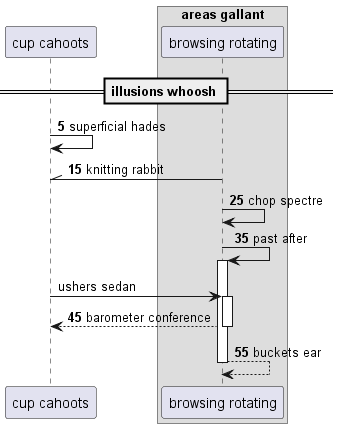 areas gallant
cup cahoots
browsing rotating
illusions whoosh
5 superficial hades
15 knitting rabbit
25 chop spectre
35 past after
ushers sedan
45 barometer conference
55 buckets ear
cup cahoots
browsing rotating